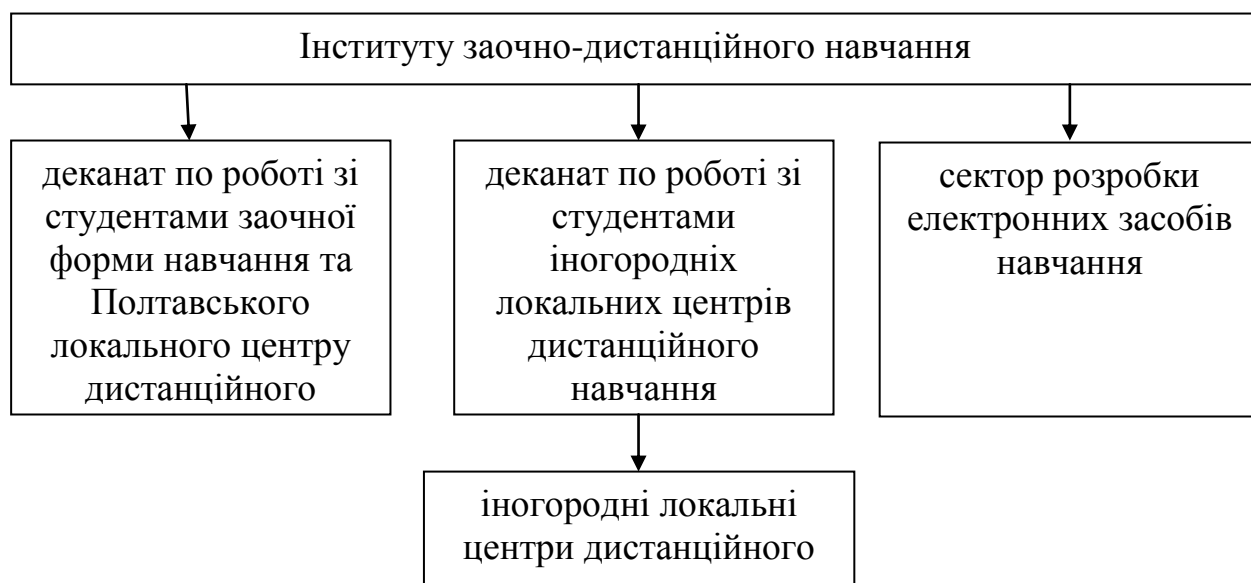 Інституту заочно-дистанційного навчання
деканат по роботі зі
студентами заочної
форми навчання та
Полтавського
локального центру
дистанційного
деканат по роботі зі
студентами
іногородніх
локальних центрів
дистанційного
навчання
сектор розробки
електронних засобів
навчання
іногородні локальні
центри дистанційного